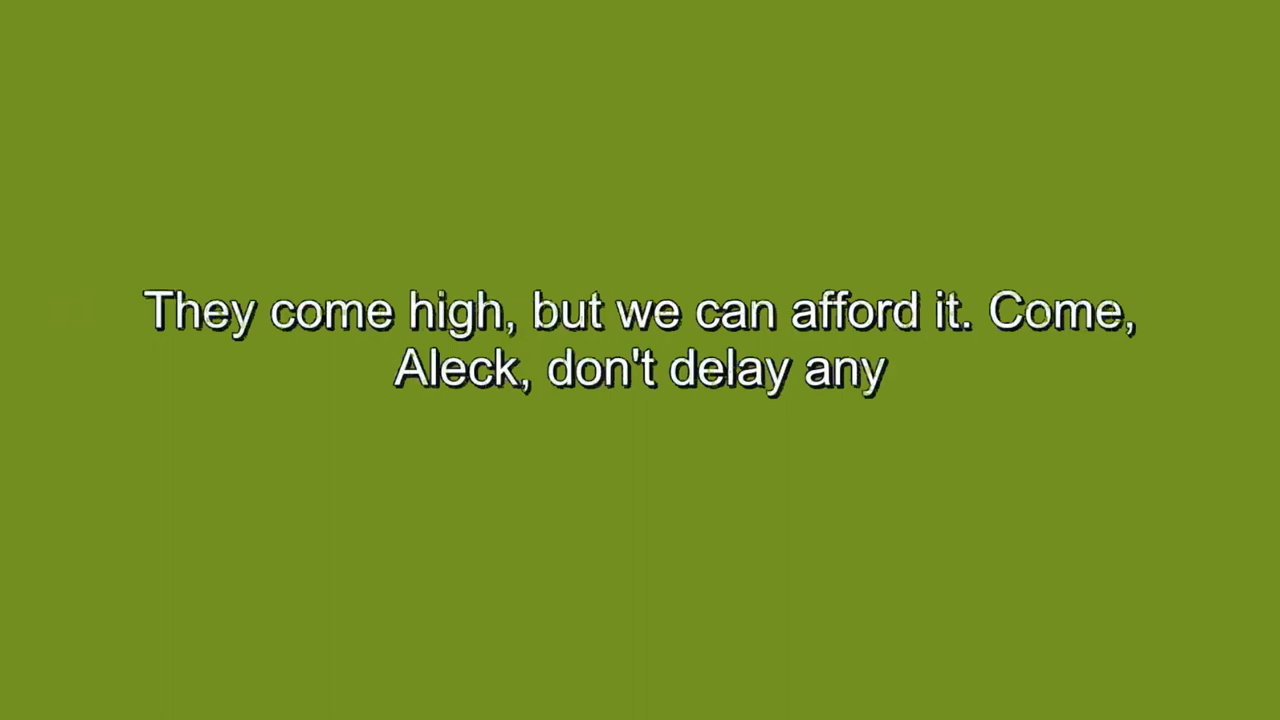 They come high, but we can afford it. Come,
Aleck, don't delay any